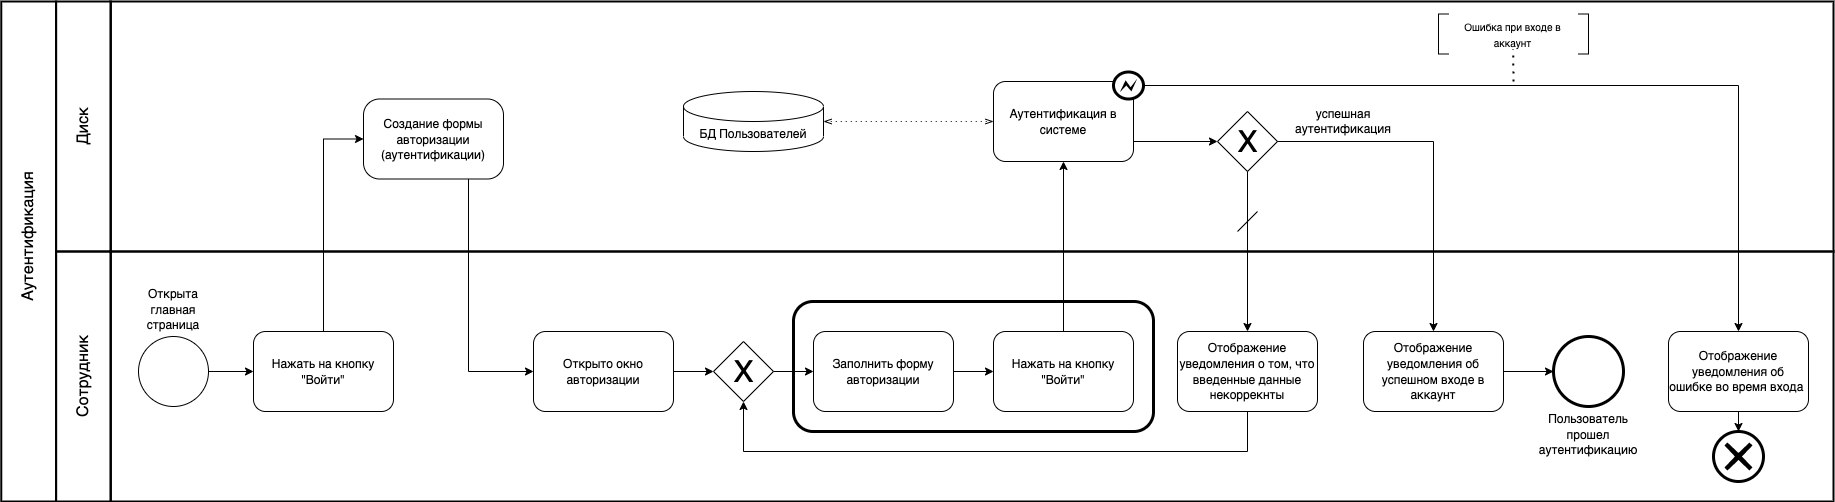 Аутентификация
Диск
Сотрудник
Ошибка при входе в
аккаунт
Создание формы
авторизации
(аутентификации)
БД Пользователей
Аутентификация в
системе
X
успешная
аутентификация
Открыта
главная
страница
Нажать на кнопку
"Войти"
Открыто окно
авторизации
X
Заполнить форму
авторизации
Нажать на кнопку
"Войти"
Отображение
уведомления о том, что
введенные данные
некоррекнты
Отображение
уведомления об
успешном входе в
аккаунт
Пользователь
прошел
аутентификацию
Отображение
уведомления об
ошибке во время входа